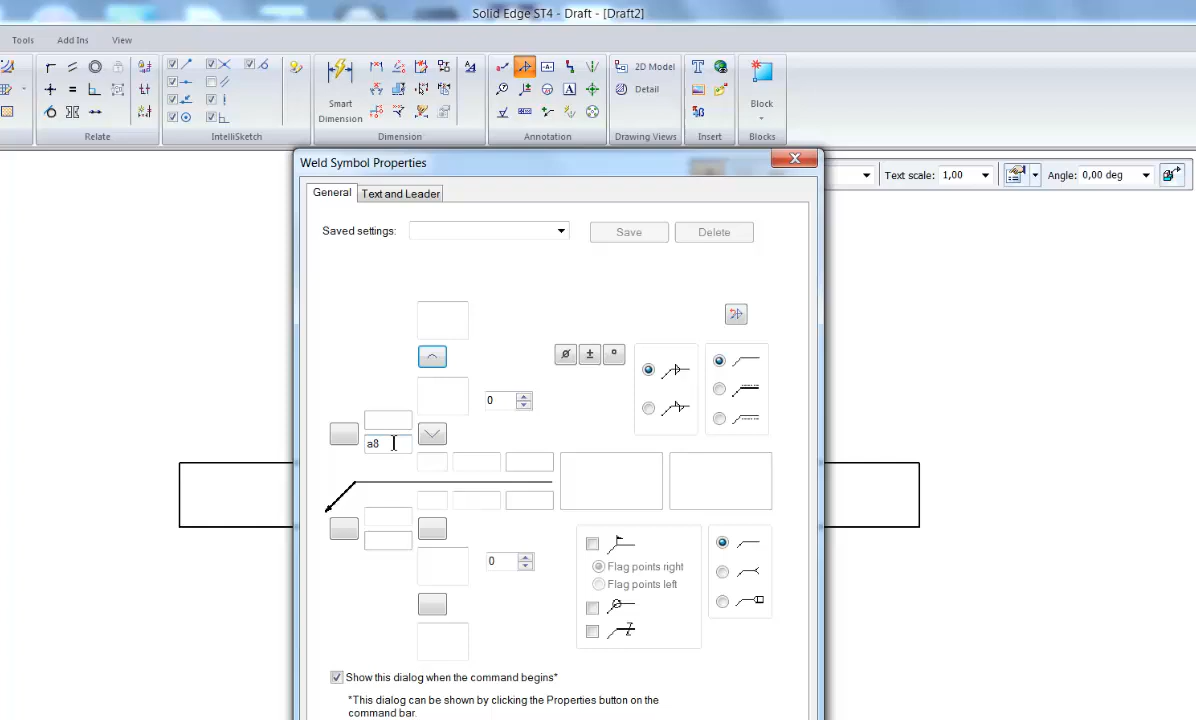 Solid Edge ST4 - Draft - [Draft2]
Tools Add Ins View
Smart
Dimension
2D Model
Detail
Block
Relate IntelliSketch Dimension Annotation Drawing Views Insert Blocks
Weld Symbol Properties
Text scale: 1,00 Angle: 0,00 deg
General Text and Leader
Saved settings: Save Delete
0
a8
0
Flag points right
Flag points left
Show this dialog when the command begins*
*This dialog can be shown by clicking the Properties button on the
command bar.